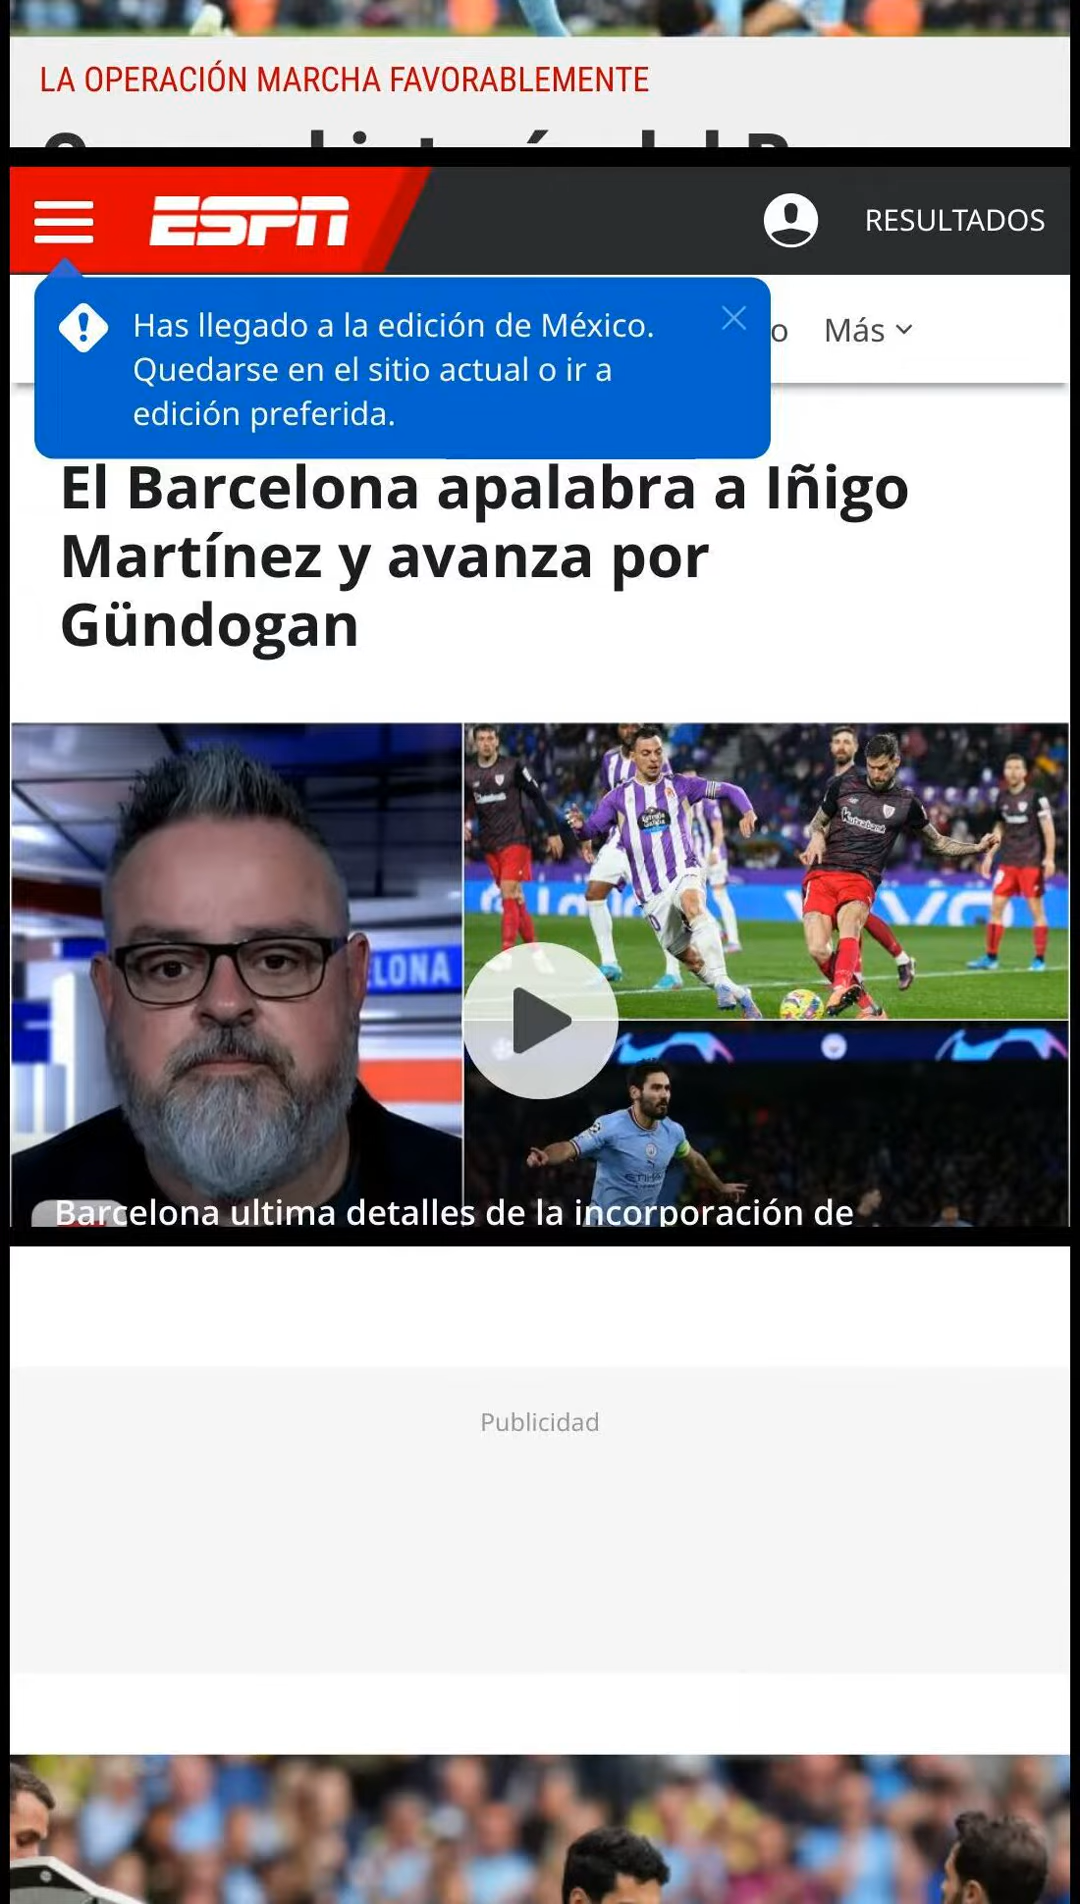 LA OPERACIÓN MARCHA FAVORABLEMENTE
ESPN
RESULTADOS
Has llegado a la edición de México.
Quedarse en el sitio actual o ir a
edición preferida.
Más
El Barcelona apalabra a Iñigo
Martínez y avanza por
Gündogan
Kutxabank
Barcelona ultima detalles de la incorporación de
Publicidad